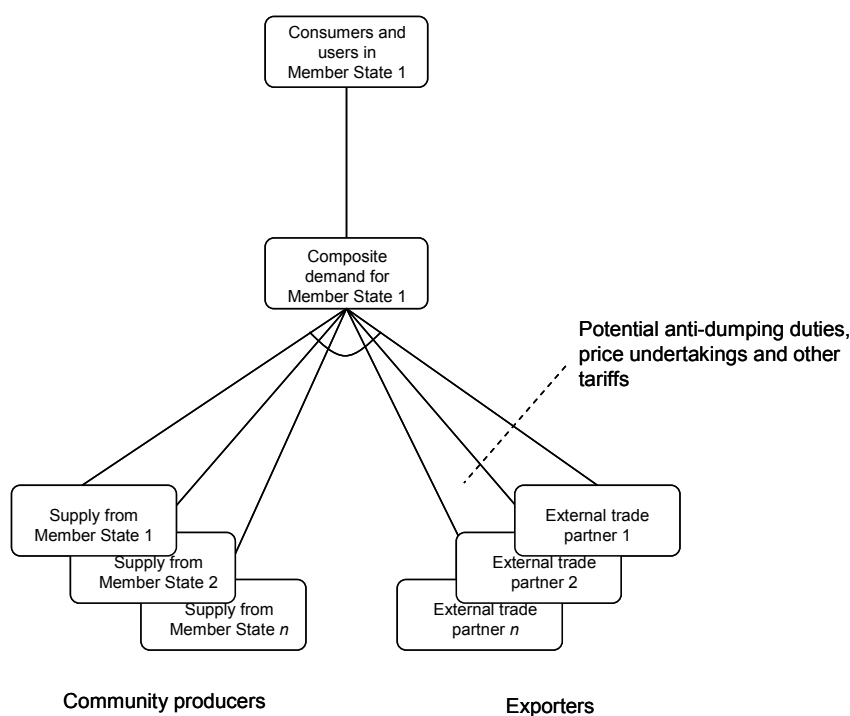 Consumers and
users in
Member State 1
Composite
demand for
Member State 1
Potential anti-dumping duties,
price undertakings and other
tariffs
Supply from
Member State 1
Supply from
Member State 2
Supply from
Member State n
External trade
partner 1
External trade
partner 2
External trade
partner n
Community producers
Exporters